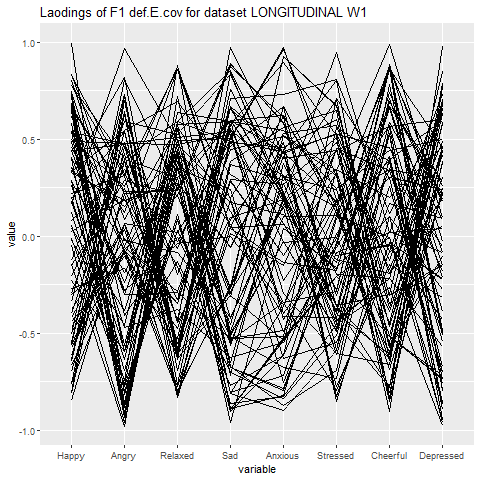 Laodings of F1 def.E.cov for dataset LONGITUDINAL W1
1.0
0.5
0.0
-0.5
-1.0
value
Happy Angry Relaxed Sad Anxious Stressed Cheerful Depressed
variable